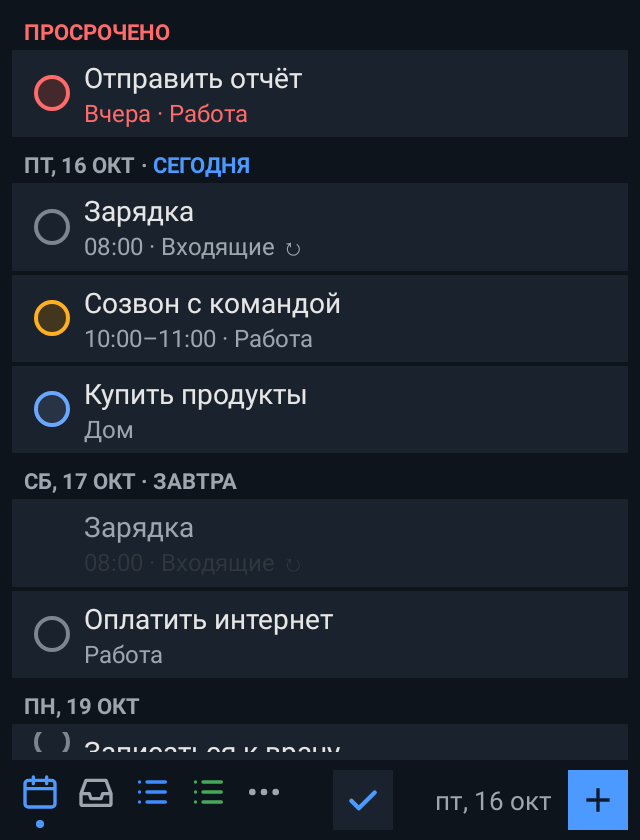 ПРОСРОЧЕНО
Отправить отчёт
Вчера · Работа
ПТ, 16 ОКТ · СЕГОДНЯ
Зарядка
08:00 · Входящие
Созвон с командой
10:00–11:00 · Работа
Купить продукты
Дом
СБ, 17 ОКТ · ЗАВТРА
Зарядка
08:00 · Входящие
Оплатить интернет
Работа
ПН, 19 ОКТ
Записаться к врачу
пт, 16 окт